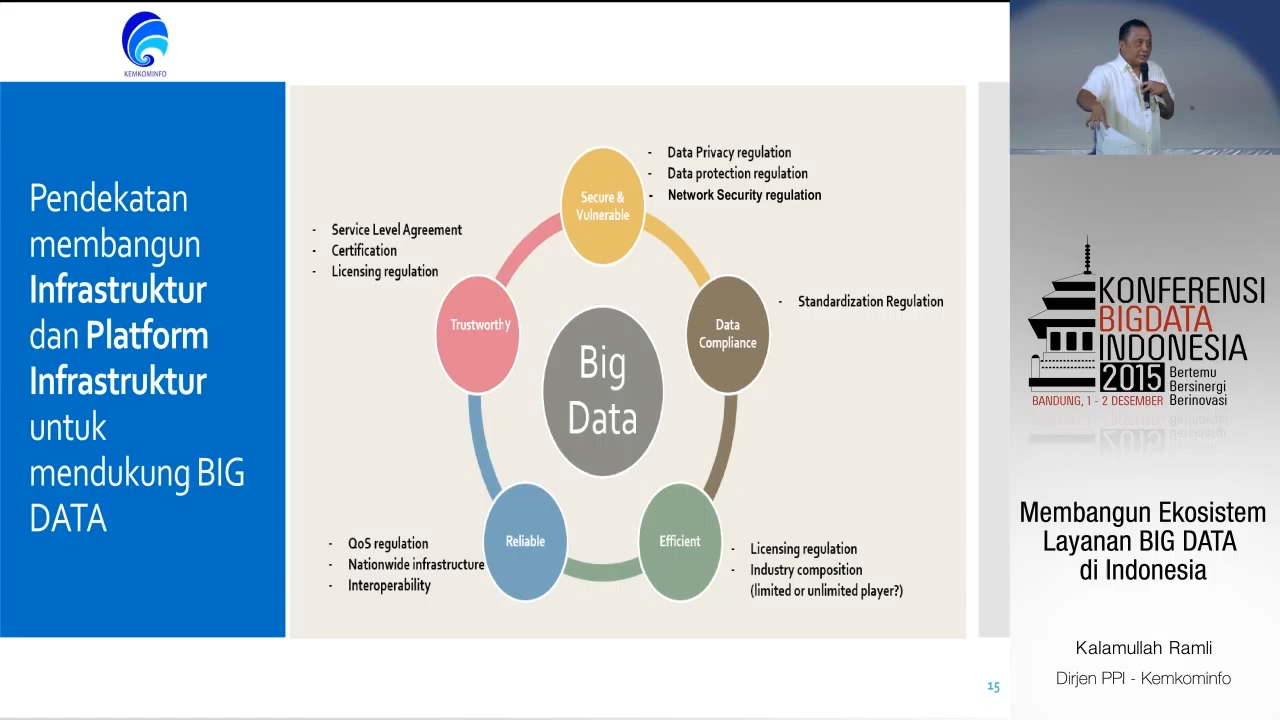 KEMKOMINFO
Pendekatan
membangun
Infrastruktur
dan Platform
Infrastruktur
untuk
mendukung BIG
DATA
Secure &
Vulnerable
- Data Privacy regulation
- Data protection regulation
- Network Security regulation
- Service Level Agreement
- Certification
- Licensing regulation
Trustworthy
Data
Compliance
- Standardization Regulation
Big
Data
Reliable
- QoS regulation
- Nationwide infrastructure
- Interoperability
Efficient
- Licensing regulation
- Industry composition
(limited or unlimited player?)
15
KONFERENSI
BIGDATA
INDONESIA
2015 Bertemu
Bersinergi
Berinovasi
BANDUNG, 1 - 2 DESEMBER
Membangun Ekosistem
Layanan BIG DATA
di Indonesia
Kalamullah Ramli
Dirjen PPI - Kemkominfo